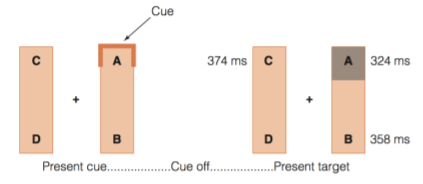 Cue
C A 374 ms C A 324 ms
+ +
D B D B 358 ms
Present cue...................Cue off...................Present target